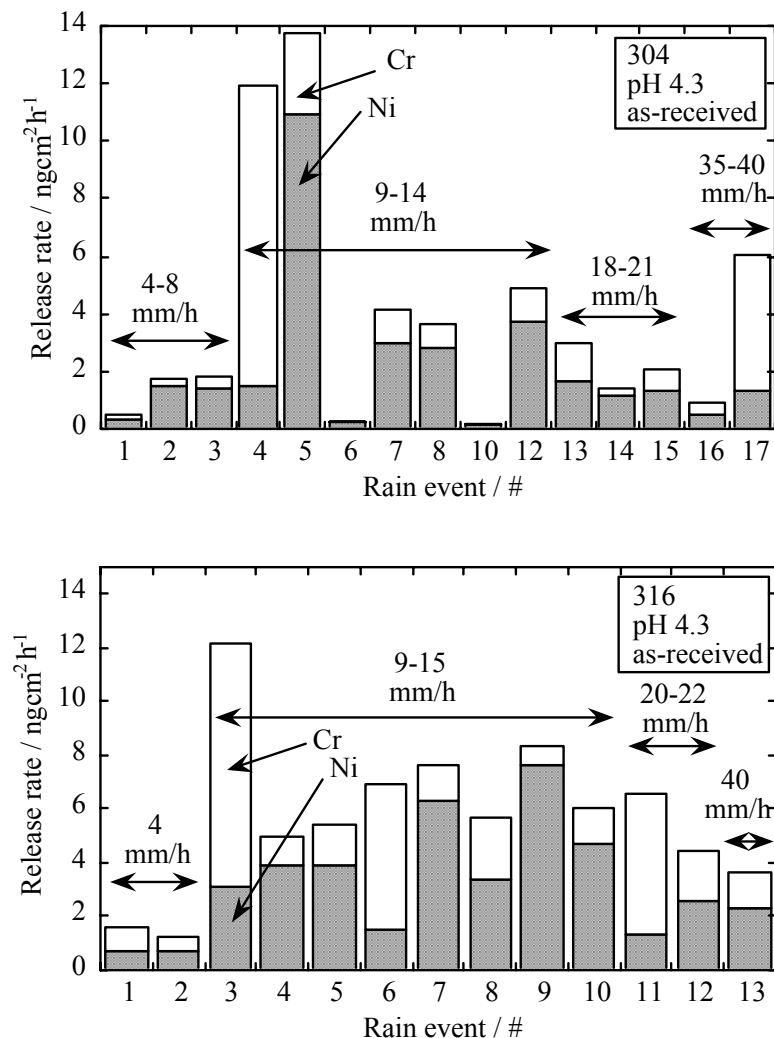 14
12
10
8
6
4
2
0
Release rate / ngcm⁻²h⁻¹
Cr
Ni
304
pH 4.3
as-received
4-8
mm/h
9-14
mm/h
18-21
mm/h
35-40
mm/h
1 2 3 4 5 6 7 8 10 12 13 14 15 16 17
Rain event / #
14
12
10
8
6
4
2
0
Release rate / ngcm⁻²h⁻¹
Cr
Ni
316
pH 4.3
as-received
4
mm/h
9-15
mm/h
20-22
mm/h
40
mm/h
1 2 3 4 5 6 7 8 9 10 11 12 13
Rain event / #